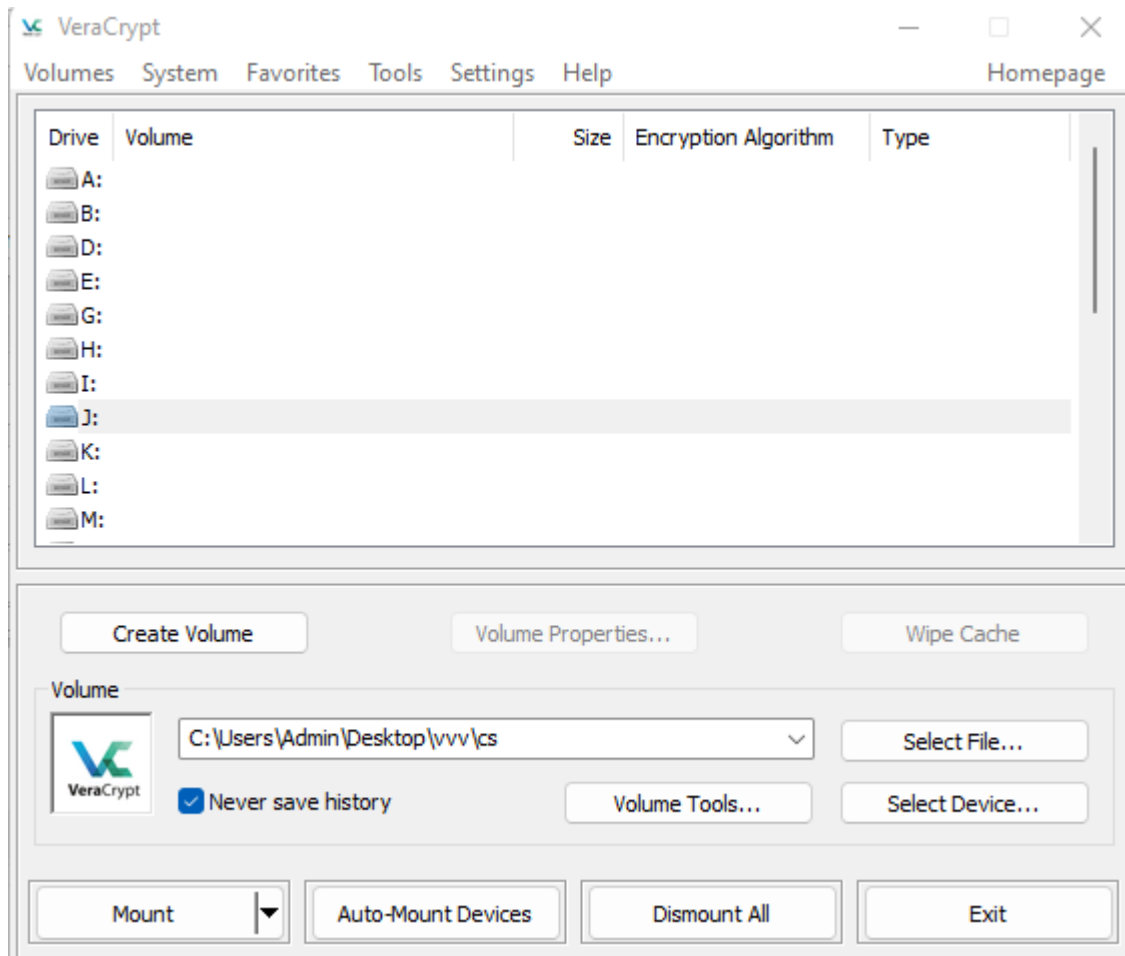 VeraCrypt
Volumes System Favorites Tools Settings Help Homepage
Drive Volume Size Encryption Algorithm Type
A:
B:
D:
E:
G:
H:
I:
J:
K:
L:
M:
Create Volume Volume Properties... Wipe Cache
Volume
C:\Users\Admin\Desktop\vvv\cs Select File...
VeraCrypt
Never save history Volume Tools... Select Device...
Mount Auto-Mount Devices Dismount All Exit